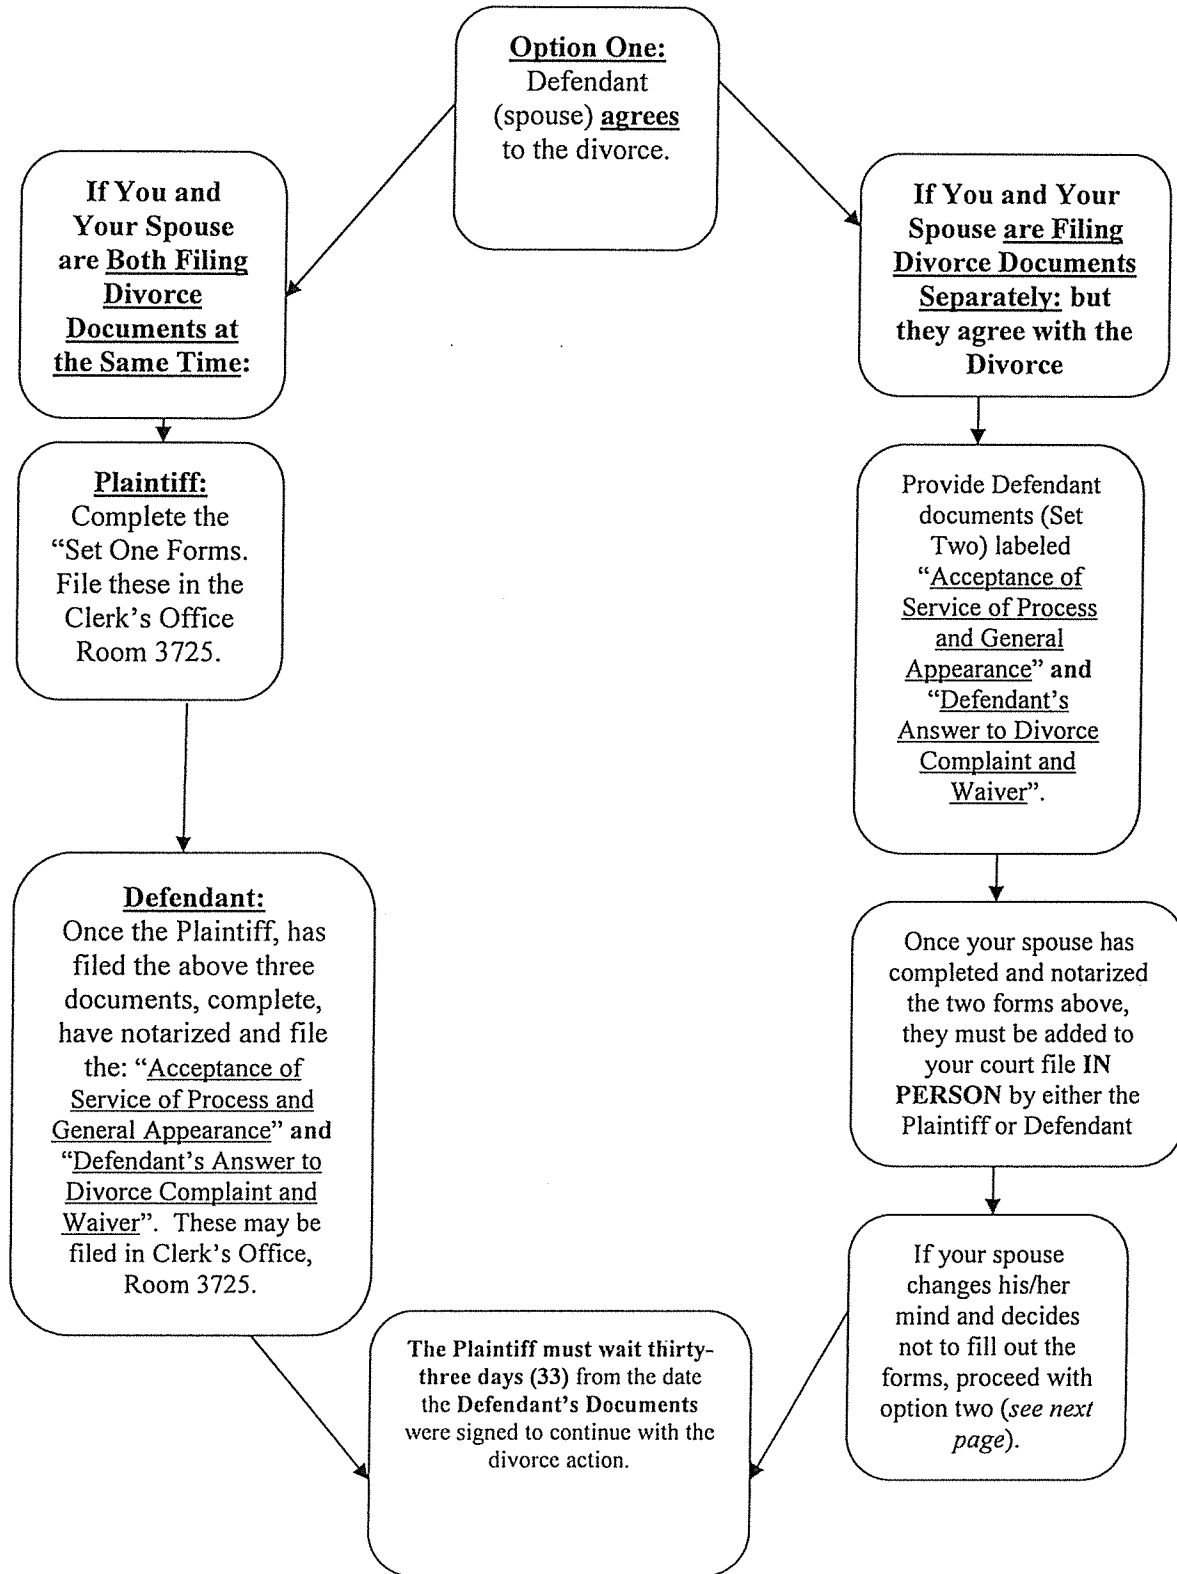 Option One:
Defendant
(spouse) agrees
to the divorce.
If You and
Your Spouse
are Both Filing
Divorce
Documents at
the Same Time:
Plaintiff:
Complete the
“Set One Forms.
File these in the
Clerk’s Office
Room 3725.
Defendant:
Once the Plaintiff, has
filed the above three
documents, complete,
have notarized and file
the: “Acceptance of
Service of Process and
General Appearance” and
“Defendant’s Answer to
Divorce Complaint and
Waiver”. These may be
filed in Clerk’s Office,
Room 3725.
If You and Your
Spouse are Filing
Divorce Documents
Separately: but
they agree with the
Divorce
Provide Defendant
documents (Set
Two) labeled
“Acceptance of
Service of Process
and General
Appearance” and
“Defendant’s
Answer to Divorce
Complaint and
Waiver”.
Once your spouse has
completed and notarized
the two forms above,
they must be added to
your court file IN
PERSON by either the
Plaintiff or Defendant
If your spouse
changes his/her
mind and decides
not to fill out the
forms, proceed with
option two (see next
page).
The Plaintiff must wait thirty-
three days (33) from the date
the Defendant’s Documents
were signed to continue with the
divorce action.